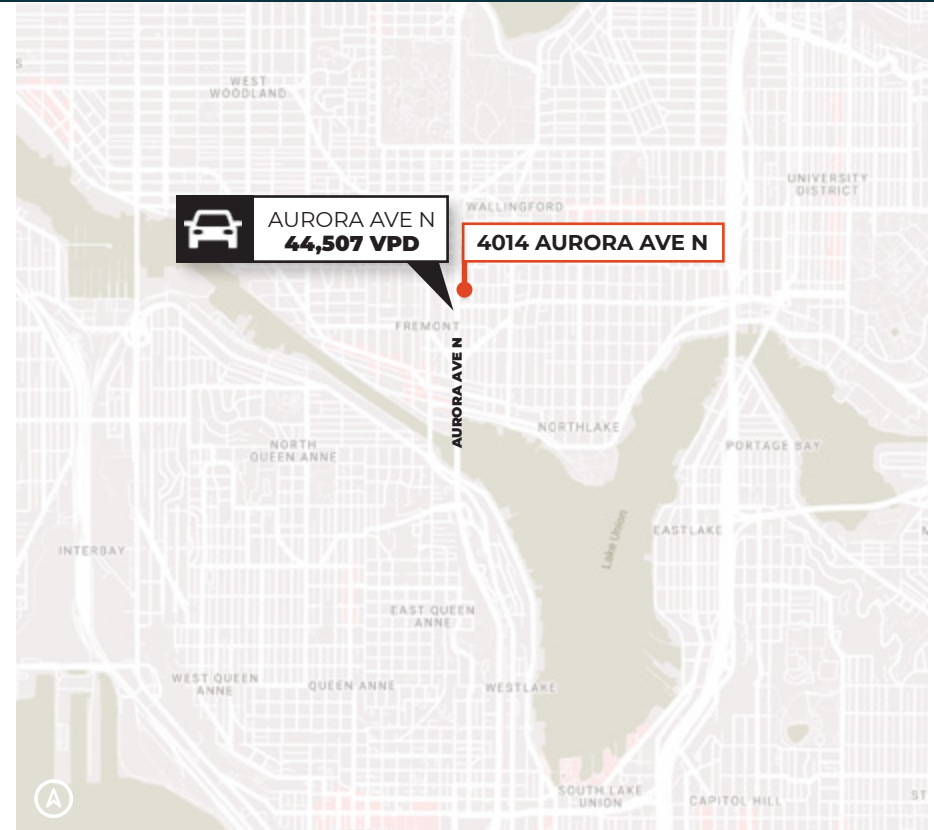 S
WEST
WOODLAND
UNIVERSITY
DISTRICT
WALLINGFORD
AURORA AVE N
44,507 VPD
4014 AURORA AVE N
FREMONT
AURORA AVE N
NORTHLAKE
NORTH
QUEEN ANNE
PORTAGE BAY
Lake Union
EASTLAKE
INTERBAY
EAST QUEEN
ANNE
WEST QUEEN
ANNE
QUEEN ANNE
WESTLAKE
SOUTH LAKE
UNION
CAPITOL HILL
ST